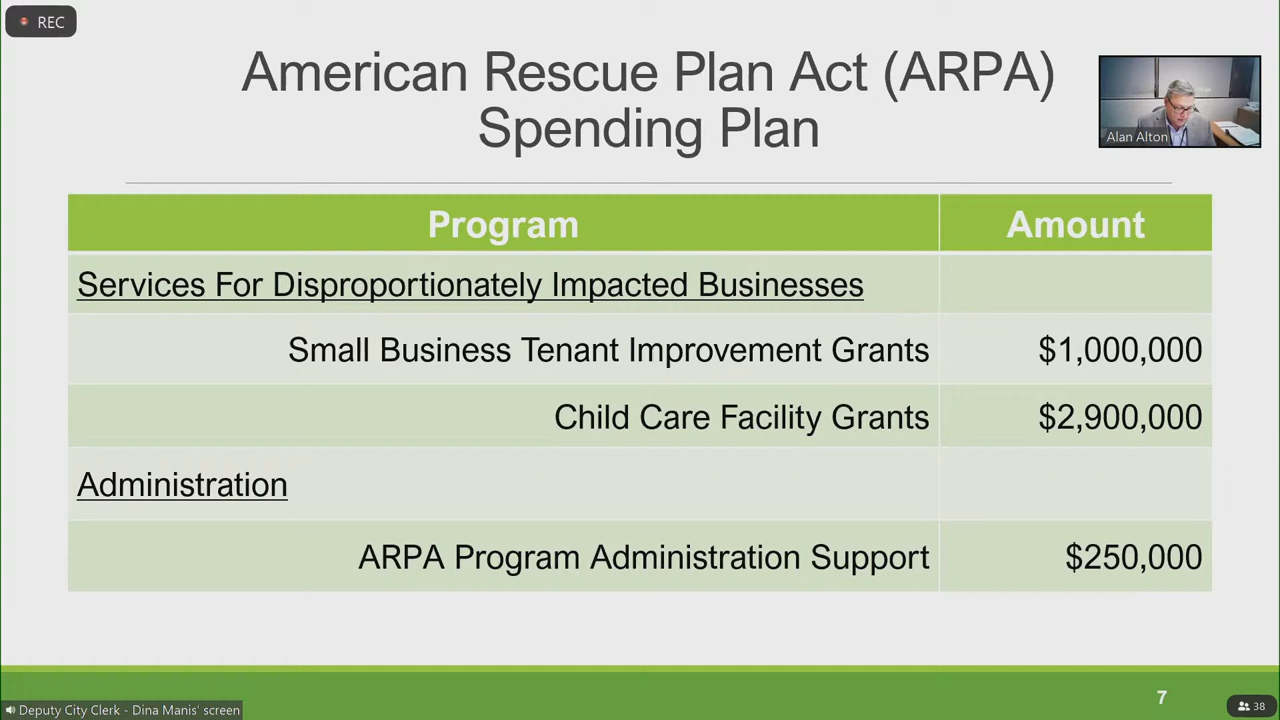 REC
American Rescue Plan Act (ARPA)
Spending Plan
Alan Alton
Program Amount
Services For Disproportionately Impacted Businesses
Small Business Tenant Improvement Grants $1,000,000
Child Care Facility Grants $2,900,000
Administration
ARPA Program Administration Support $250,000
7
Deputy City Clerk - Dina Manis' screen
38